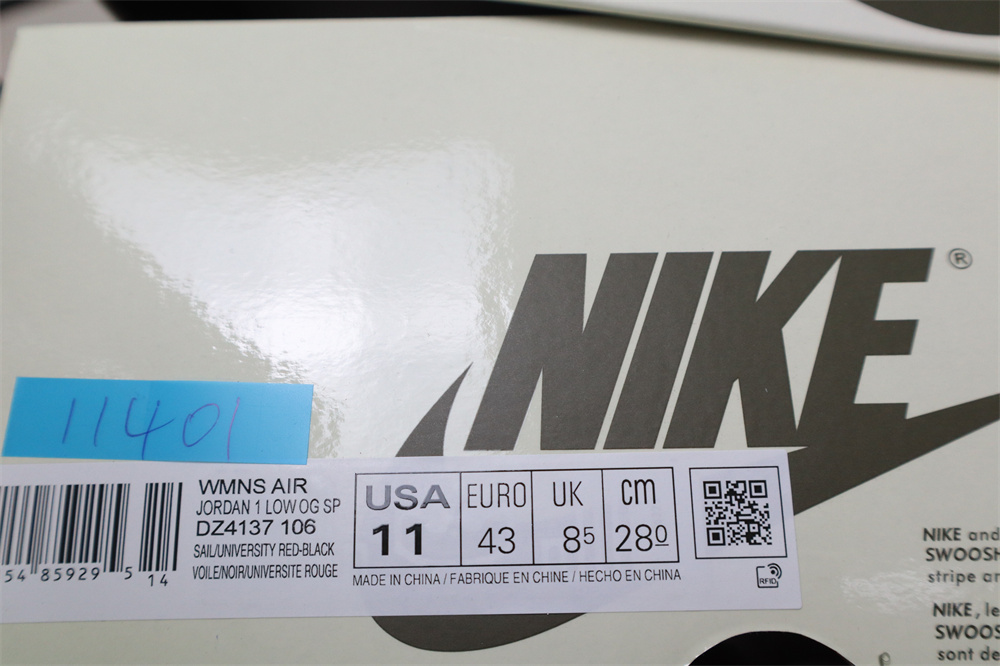 NIKE®
11401
WMNS AIR
JORDAN 1 LOW OG SP
DZ4137 106
SAIL/UNIVERSITY RED-BLACK
VOILE/NOIR/UNIVERSITE ROUGE
54 85929 5 14
USA EURO UK cm
11 43 85 280
MADE IN CHINA / FABRIQUE EN CHINE / HECHO EN CHINA
RFID
NIKE and
SWOOSH
stripe ar
NIKE, le
SWOOS
sont de